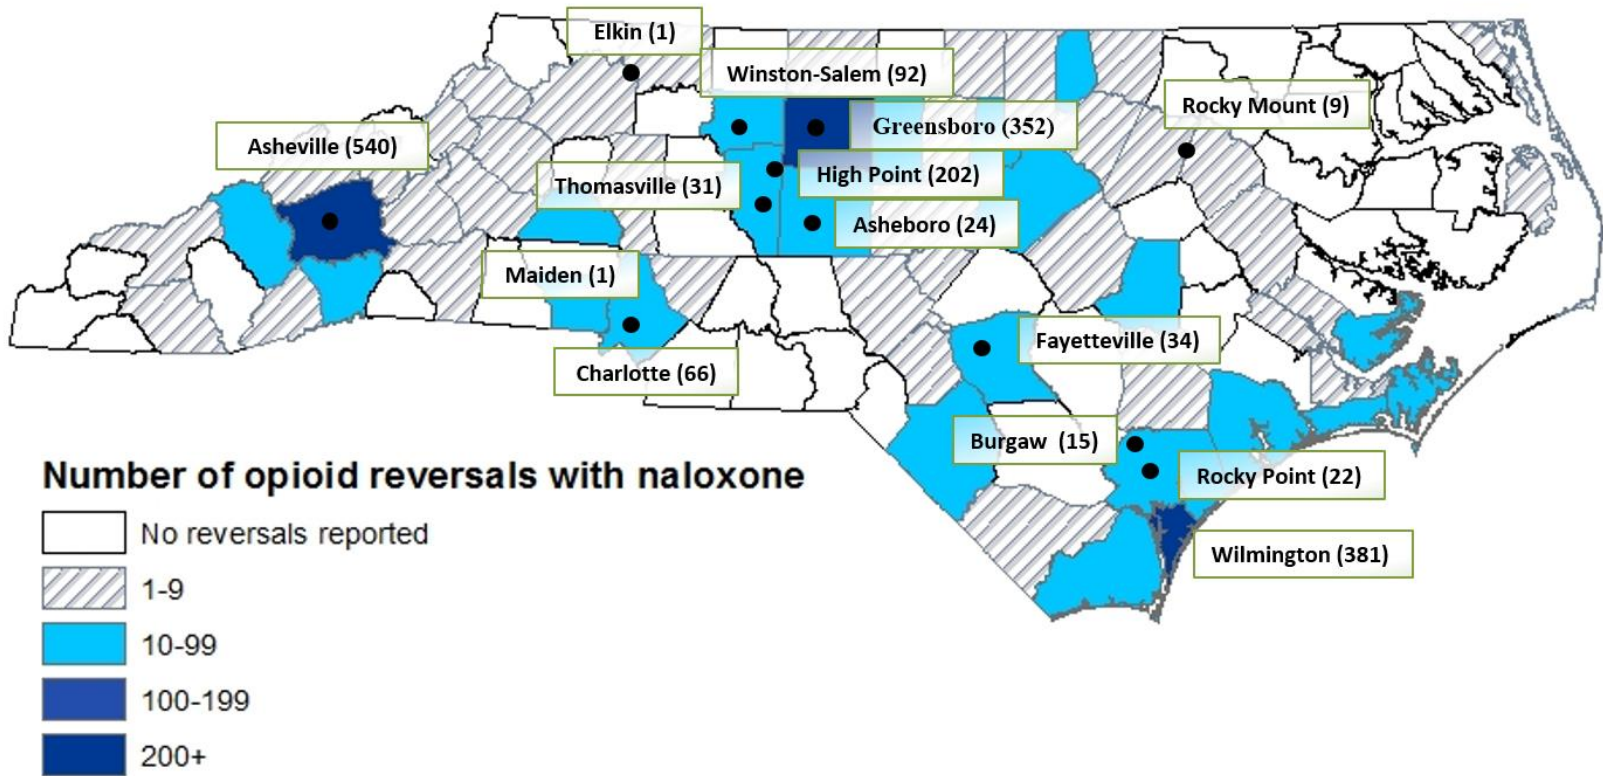 Elkin (1)
Winston-Salem (92)
Rocky Mount (9)
Greensboro (352)
Asheville (540)
High Point (202)
Thomasville (31)
Asheboro (24)
Maiden (1)
Fayetteville (34)
Charlotte (66)
Burgaw (15)
Rocky Point (22)
Wilmington (381)
Number of opioid reversals with naloxone
No reversals reported
1-9
10-99
100-199
200+